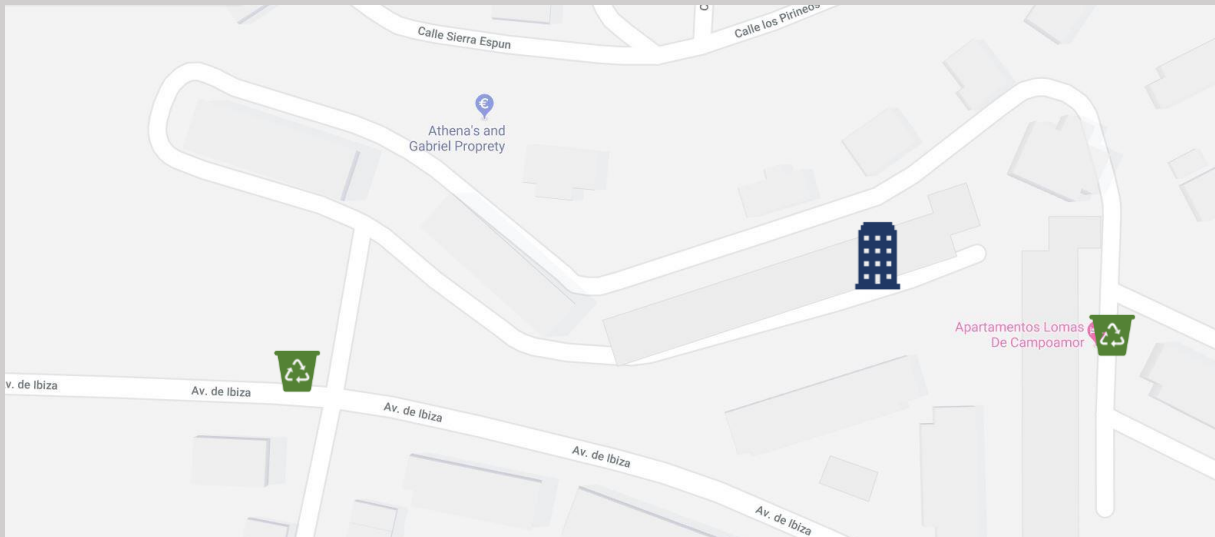 Calle Sierra Espun
Calle los Pirineos
C
€
Athena's and
Gabriel Proprety
Apartamentos Lomas
De Campoamor
v. de Ibiza
Av. de Ibiza
Av. de Ibiza
Av. de Ibiza
Av. de Ibiza